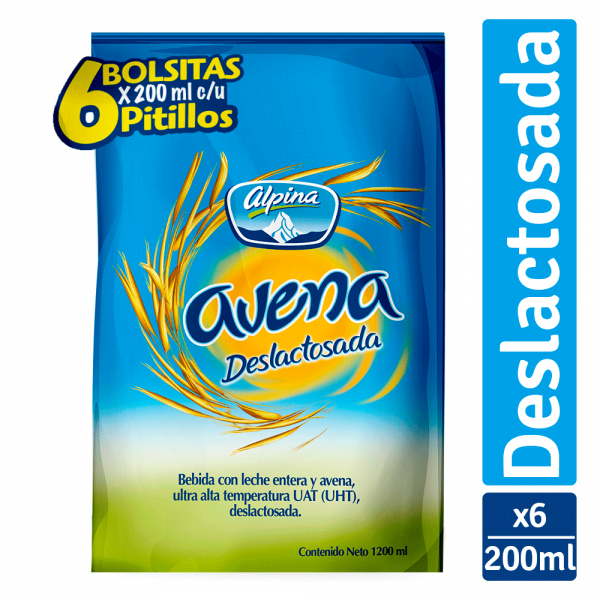 6 BOLSITAS
X 200 ml c/u
Pitillos
alpina
avena
Deslactosada
Bebida con leche entera y avena,
ultra alta temperatura UAT (UHT),
deslactosada.
Contenido Neto 1200 ml
Deslactosada
x6
200ml